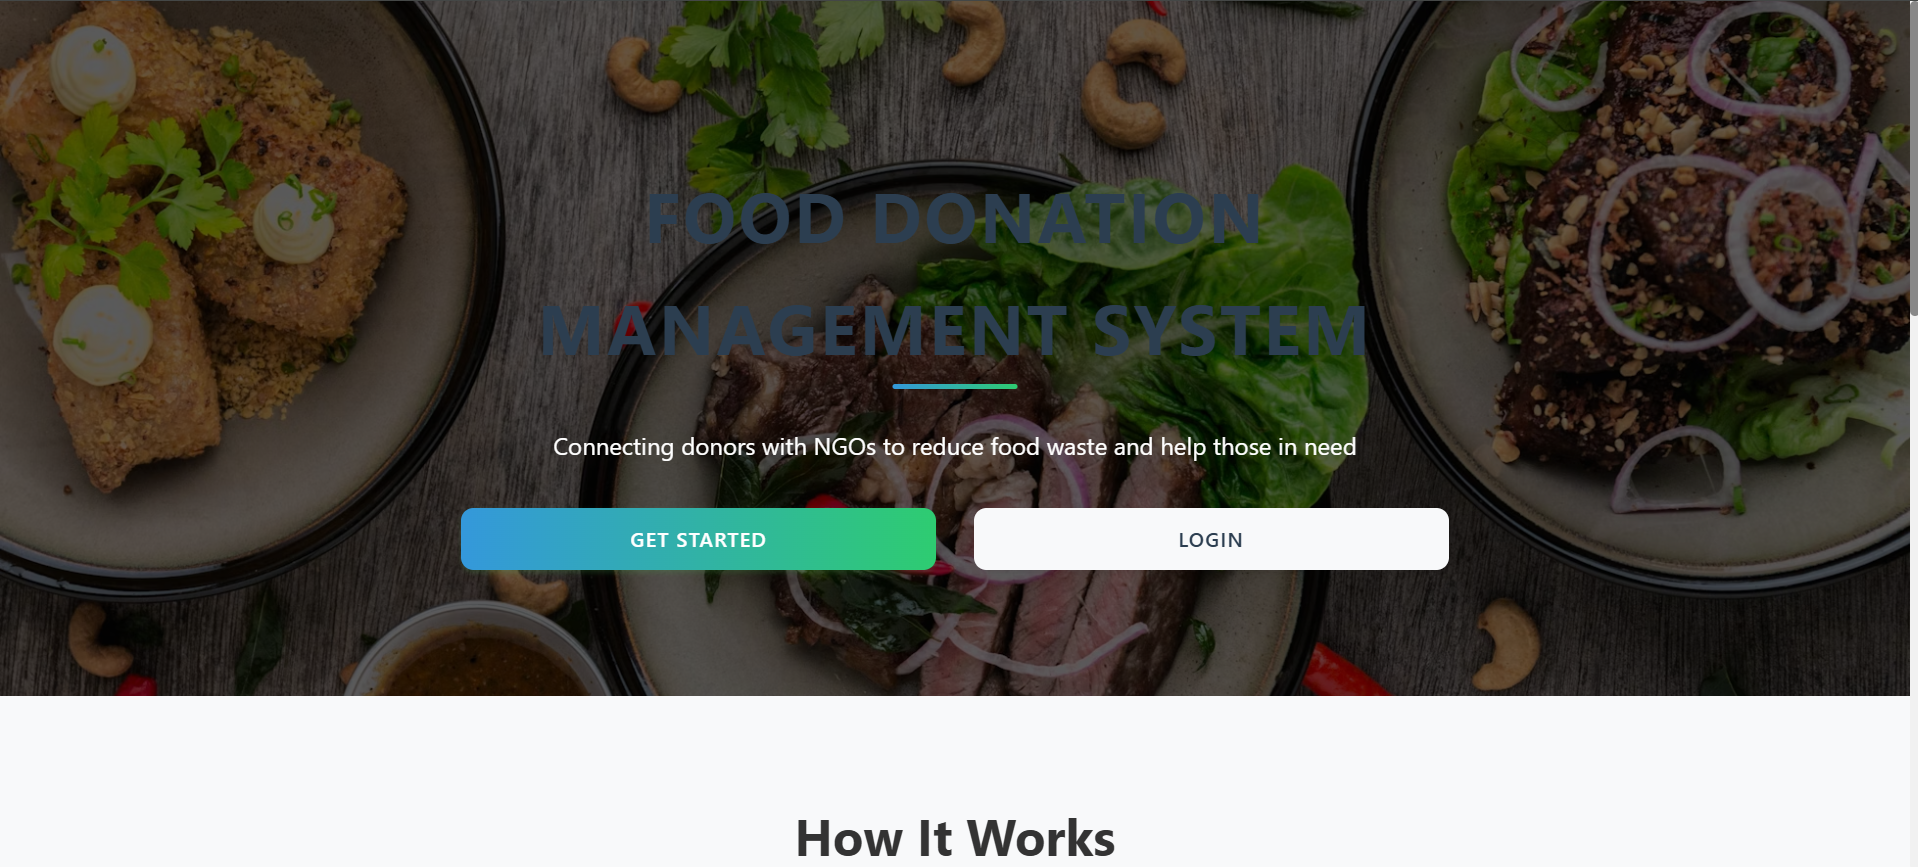 FOOD DONATION
MANAGEMENT SYSTEM
Connecting donors with NGOs to reduce food waste and help those in need
GET STARTED
LOGIN
How It Works